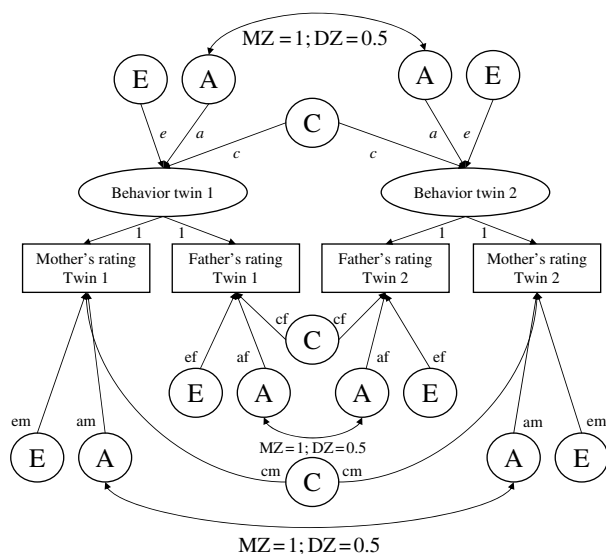 MZ = 1; DZ = 0.5
E A A E
C
e a a e
c c
Behavior twin 1 Behavior twin 2
1 1 1 1
Mother's rating Twin 1
Father's rating Twin 1
Father's rating Twin 2
Mother's rating Twin 2
cf C cf
ef af af ef
E A A E
MZ = 1; DZ = 0.5
em am am em
E A cm C cm A E
MZ = 1; DZ = 0.5